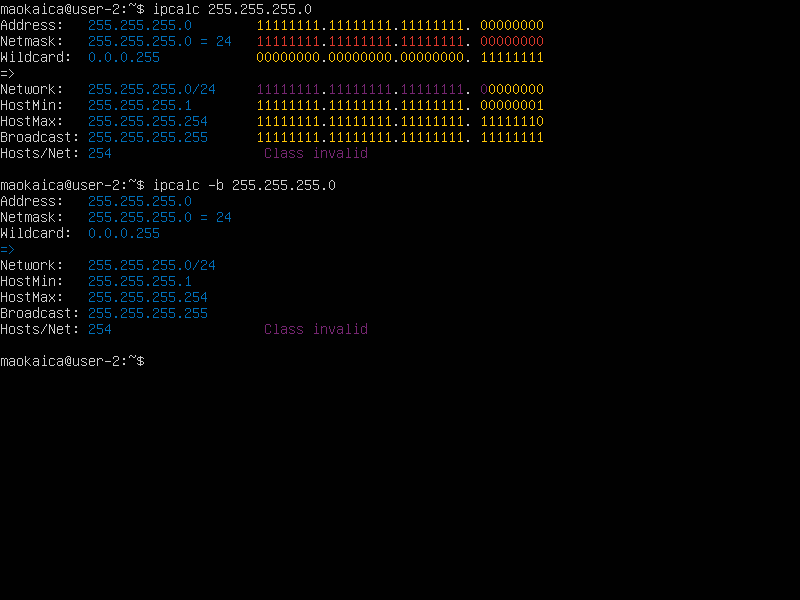 maokaica@user-2:~$ ipcalc 255.255.255.0
Address:   255.255.255.0        11111111.11111111.11111111. 00000000
Netmask:   255.255.255.0 = 24   11111111.11111111.11111111. 00000000
Wildcard:  0.0.0.255            00000000.00000000.00000000. 11111111
=>
Network:   255.255.255.0/24     11111111.11111111.11111111. 00000000
HostMin:   255.255.255.1        11111111.11111111.11111111. 00000001
HostMax:   255.255.255.254      11111111.11111111.11111111. 11111110
Broadcast: 255.255.255.255      11111111.11111111.11111111. 11111111
Hosts/Net: 254                   Class invalid
maokaica@user-2:~$ ipcalc -b 255.255.255.0
Address:   255.255.255.0
Netmask:   255.255.255.0 = 24
Wildcard:  0.0.0.255
=>
Network:   255.255.255.0/24
HostMin:   255.255.255.1
HostMax:   255.255.255.254
Broadcast: 255.255.255.255
Hosts/Net: 254                   Class invalid
maokaica@user-2:~$